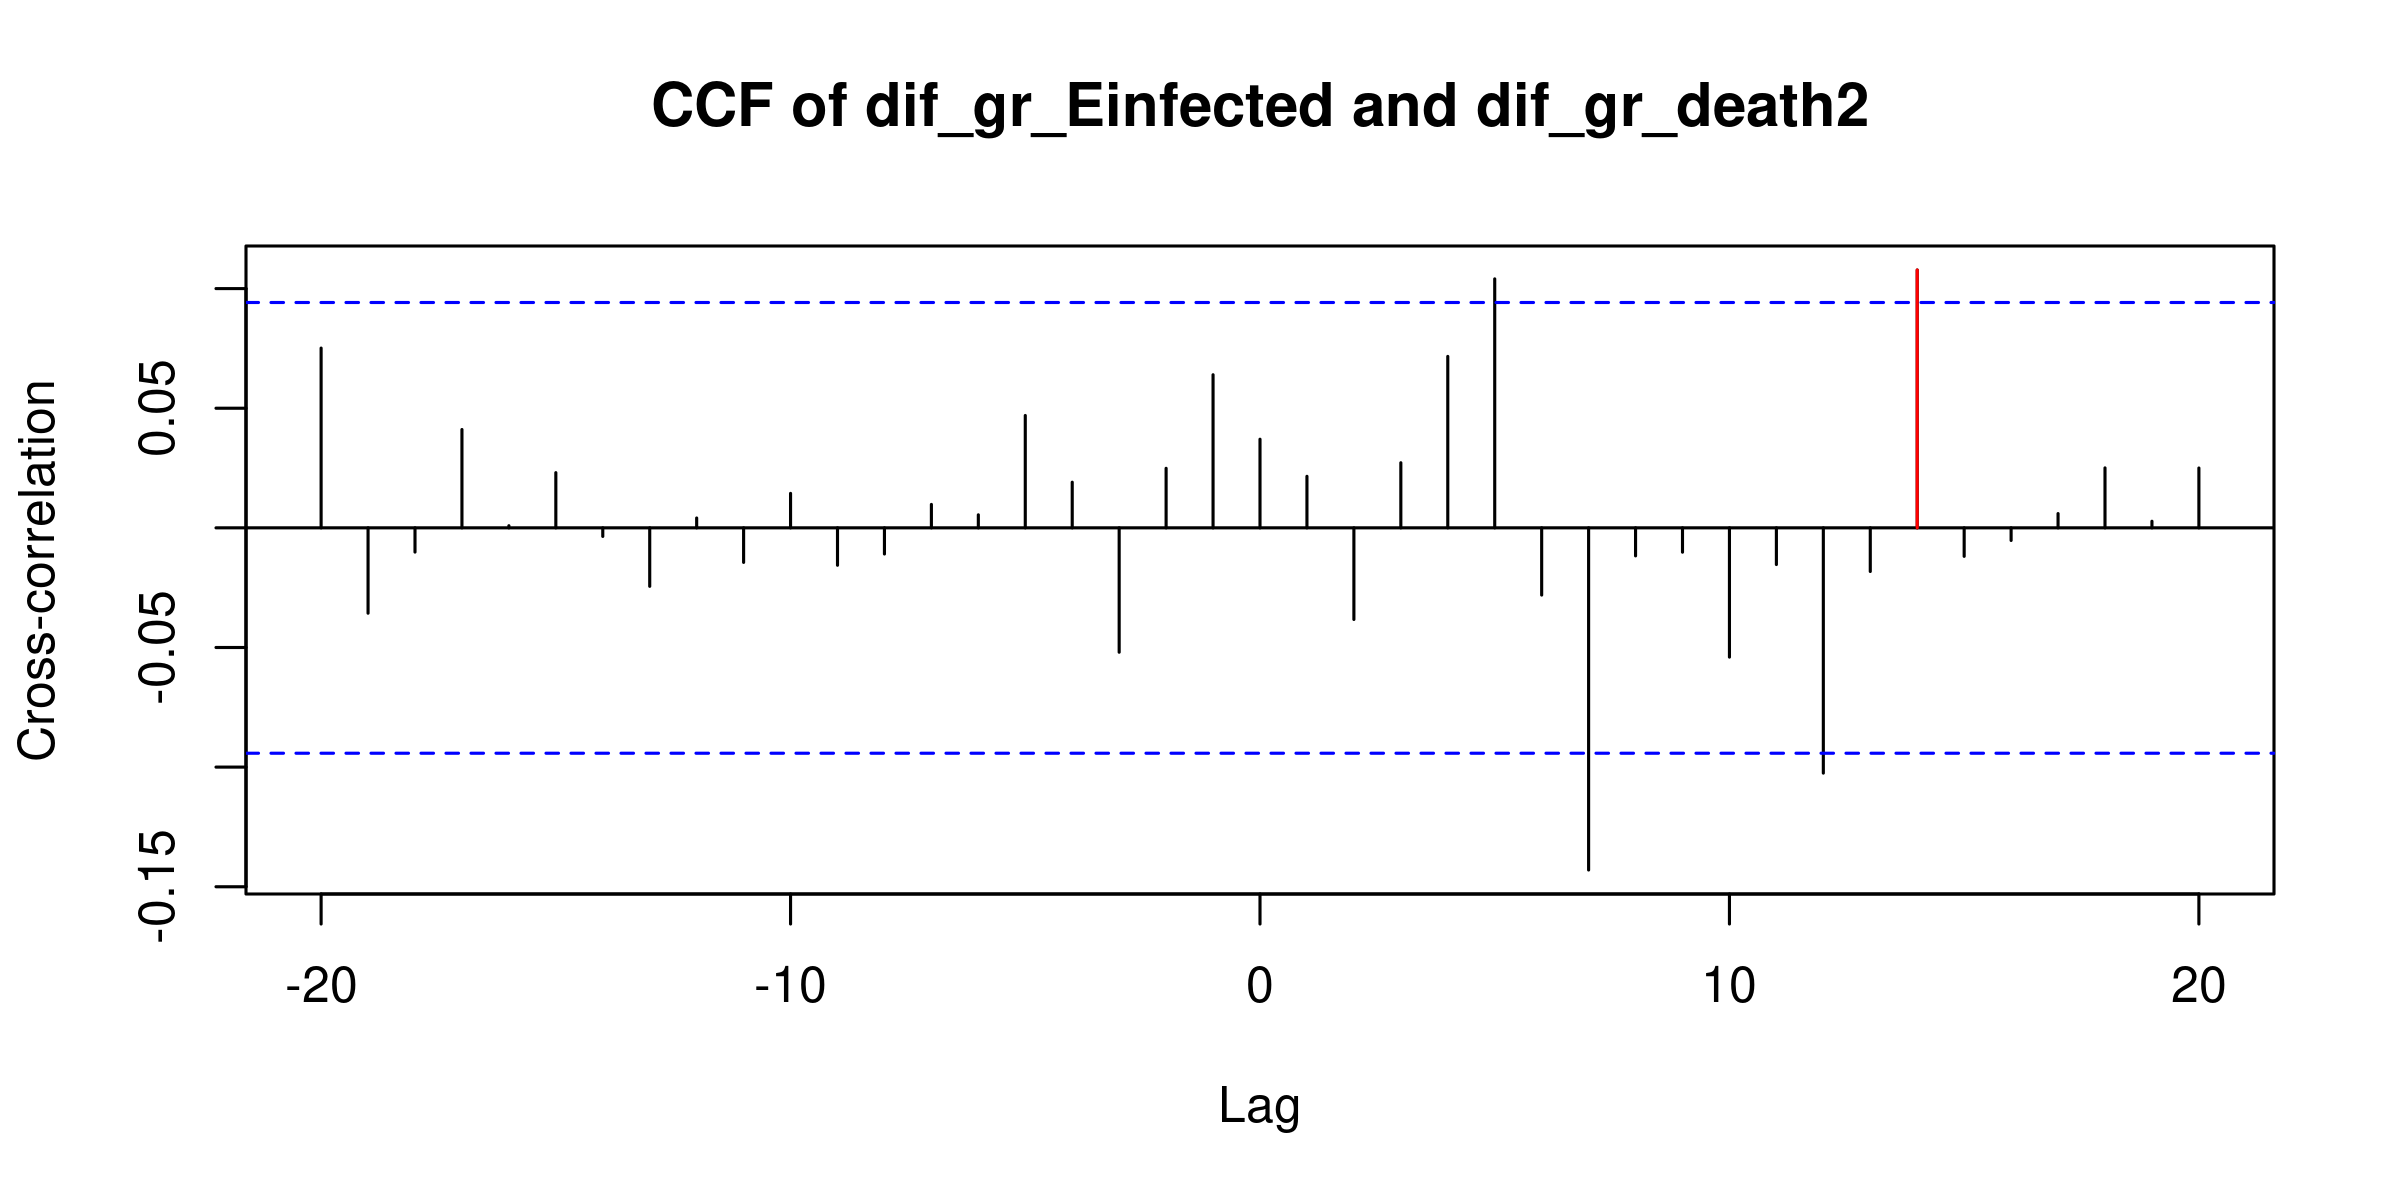 CCF of dif_gr_Einfected and dif_gr_death2
Cross-correlation
0.05
-0.05
-0.15
-20
-10
0
10
20
Lag